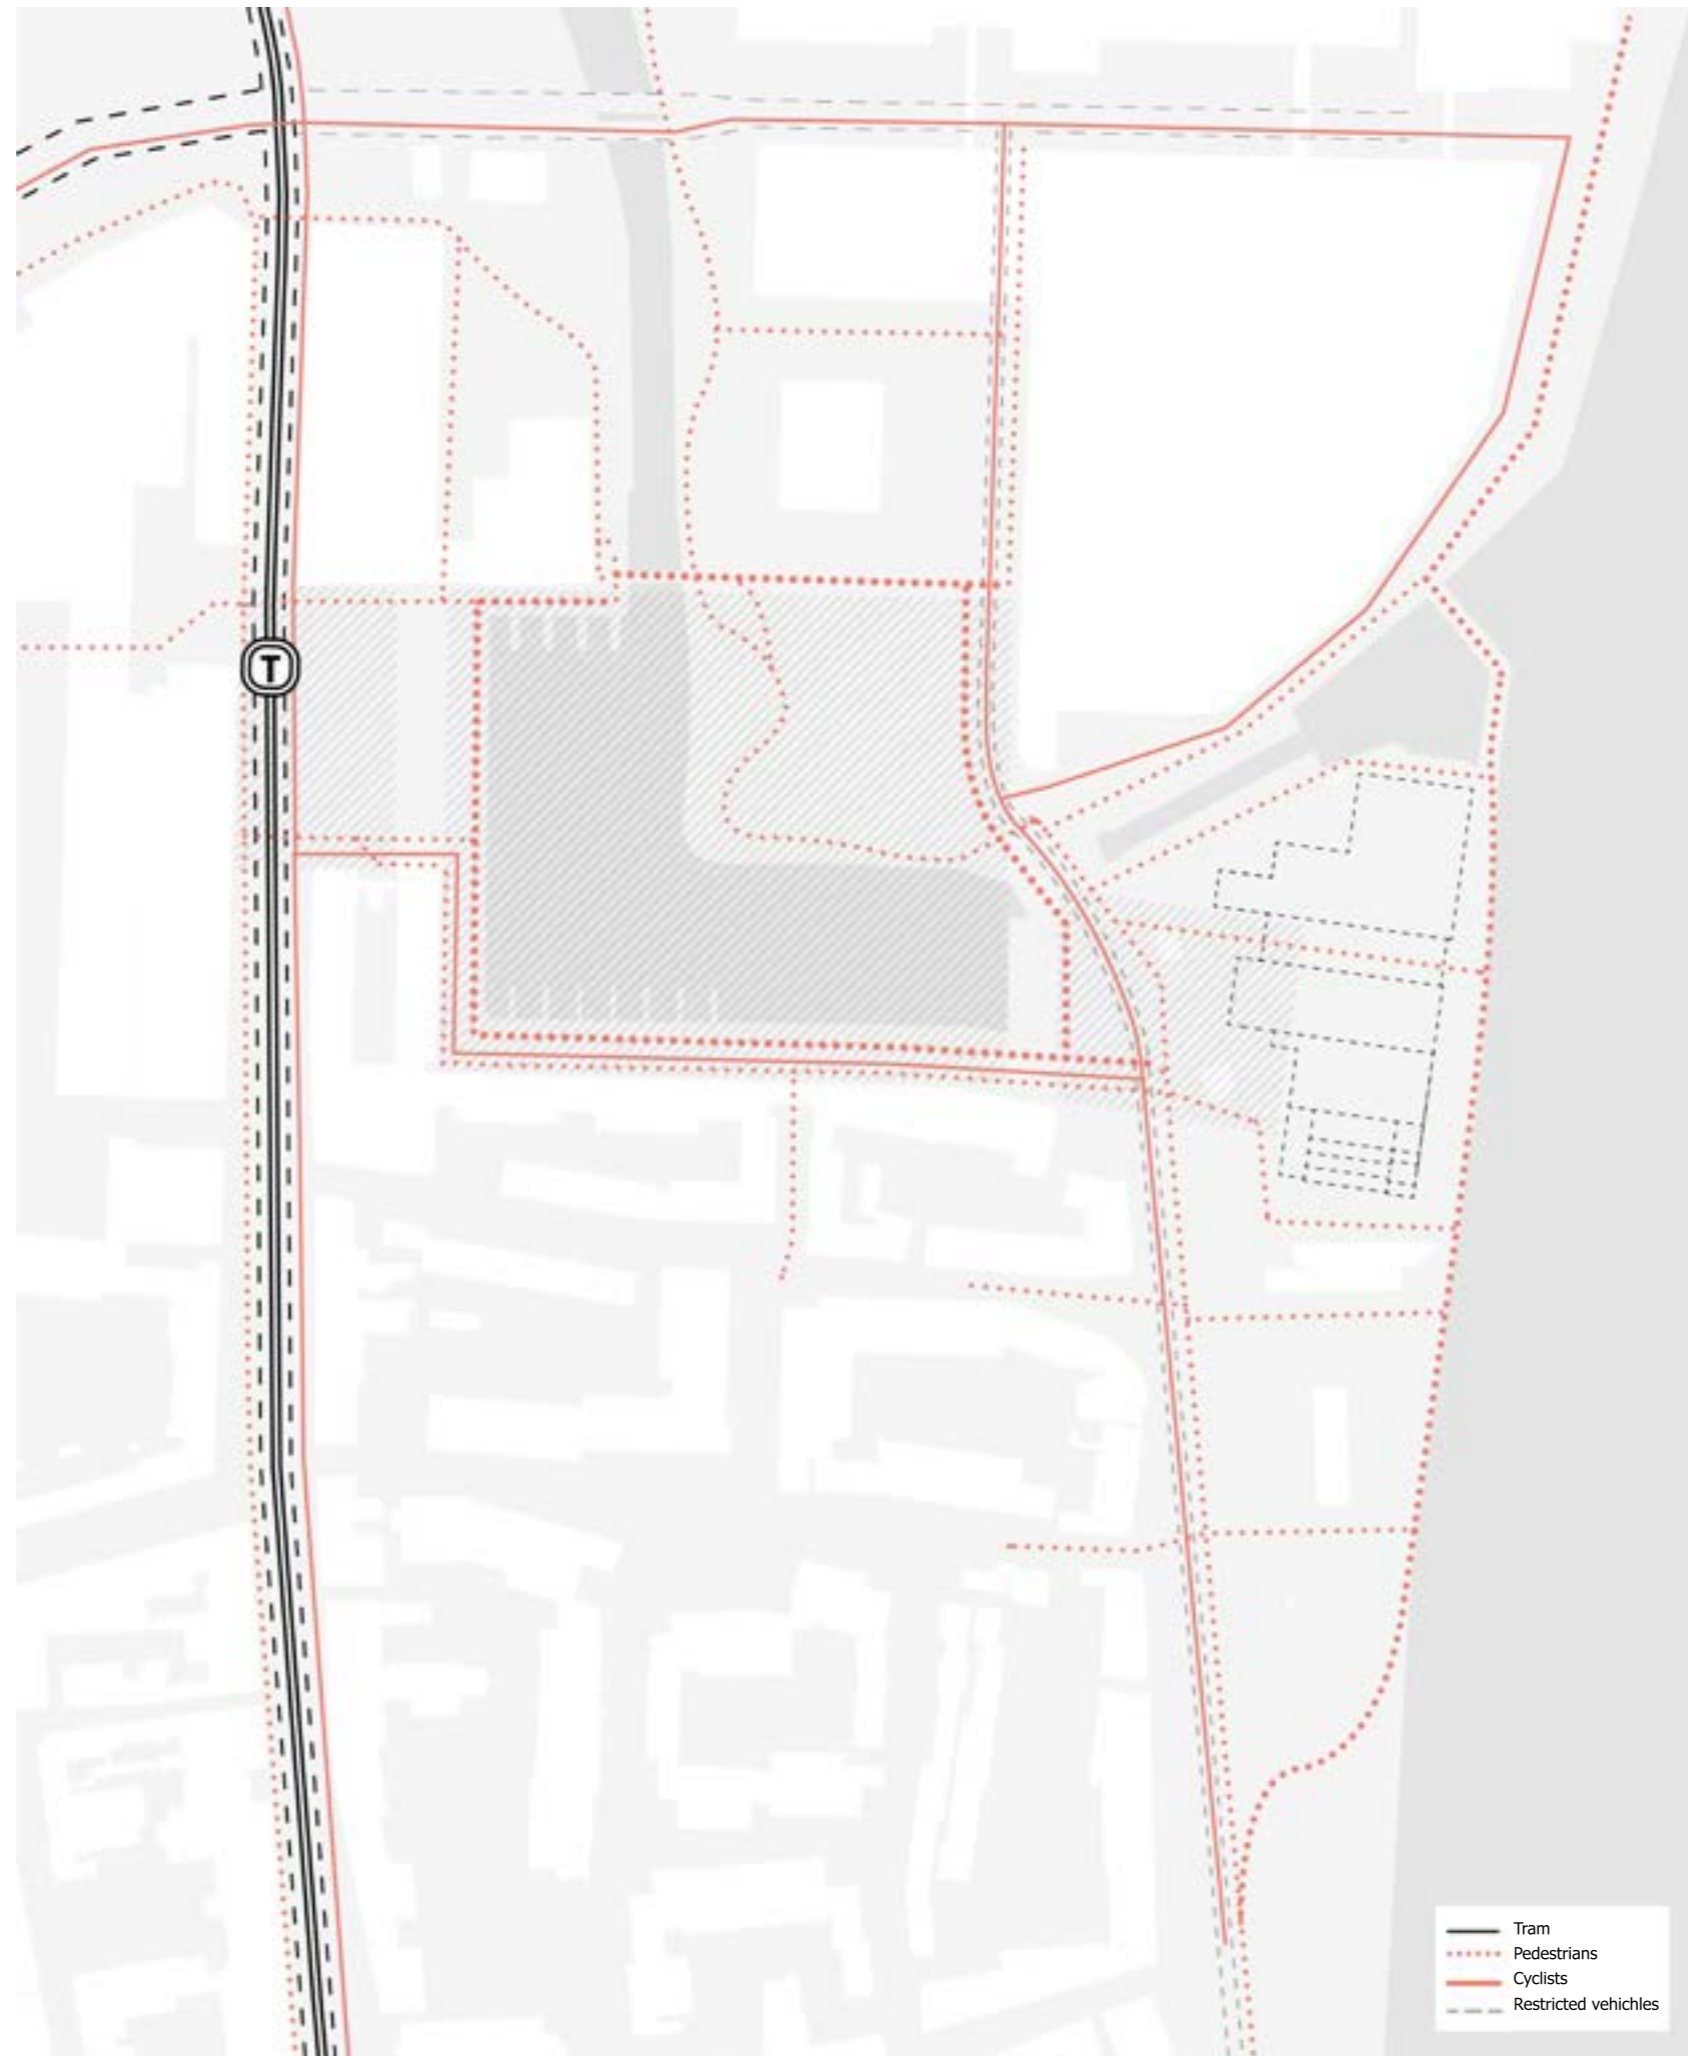 T
Tram
Pedestrians
Cyclists
Restricted vehichles